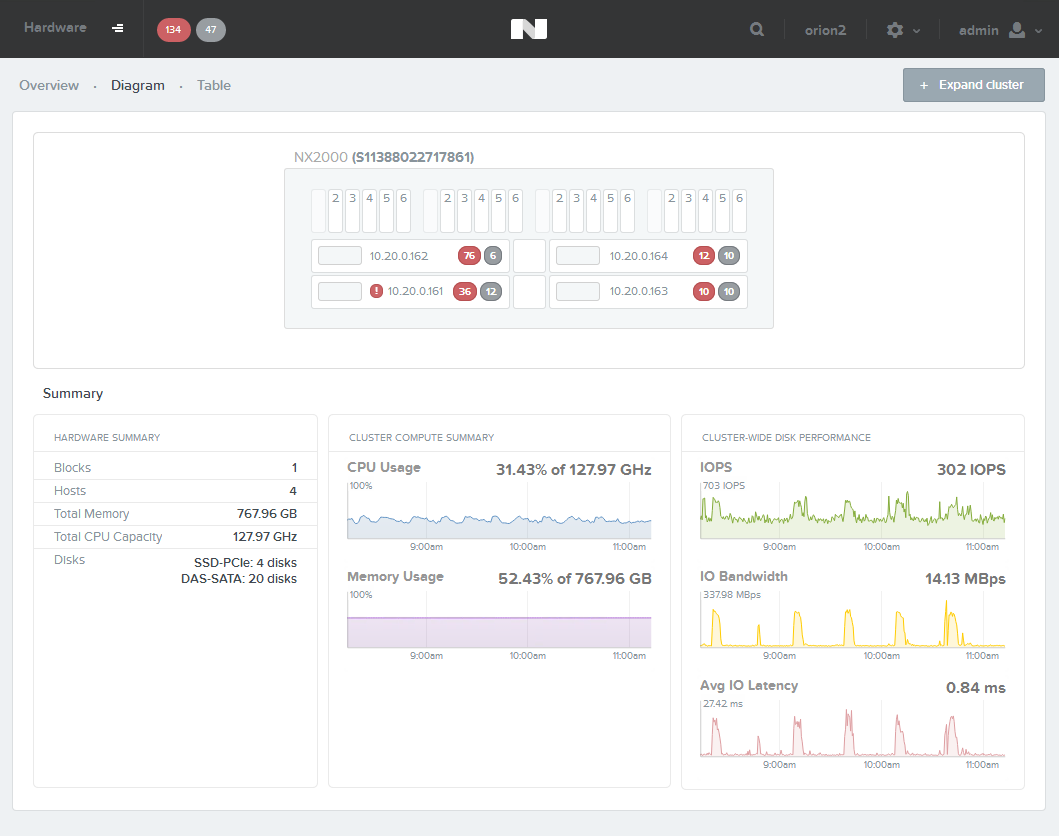 Hardware 134 47 orion2 admin
Overview · Diagram · Table + Expand cluster
NX2000 (S11388022717861)
2 3 4 5 6 2 3 4 5 6 2 3 4 5 6 2 3 4 5 6
10.20.0.162 76 6 10.20.0.164 12 10
! 10.20.0.161 36 12 10.20.0.163 10 10
Summary
HARDWARE SUMMARY
Blocks 1
Hosts 4
Total Memory 767.96 GB
Total CPU Capacity 127.97 GHz
Disks SSD-PCIe: 4 disks
DAS-SATA: 20 disks
CLUSTER COMPUTE SUMMARY
CPU Usage 31.43% of 127.97 GHz
100%
9:00am 10:00am 11:00am
Memory Usage 52.43% of 767.96 GB
100%
9:00am 10:00am 11:00am
CLUSTER-WIDE DISK PERFORMANCE
IOPS 302 IOPS
703 IOPS
9:00am 10:00am 11:00am
IO Bandwidth 14.13 MBps
337.98 MBps
9:00am 10:00am 11:00am
Avg IO Latency 0.84 ms
27.42 ms
9:00am 10:00am 11:00am